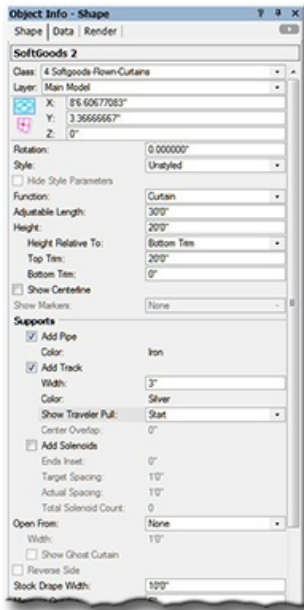 Object Info - Shape
Shape Data Render
SoftGoods 2
Class: 4 Softgoods-Flown-Curtains
Layer: Main Model
X: 8'6.60677083"
Y: 3.36666667"
Z: 0"
Rotation: 0.000000°
Style: Unstyled
Hide Style Parameters
Function: Curtain
Adjustable Length: 30'0"
Height: 20'0"
Height Relative To: Bottom Trim
Top Trim: 20'0"
Bottom Trim: 0"
Show Centerline
Show Markers: None
Supports
Add Pipe
Color: Iron
Add Track
Width: 3"
Color: Silver
Show Traveler Pull: Start
Center Overlap: 0"
Add Solenoids
Ends Inset: 0"
Target Spacing: 1'0"
Actual Spacing: 1'0"
Total Solenoid Count: 0
Open From: None
Width: 1'0"
Show Ghost Curtain
Reverse Side
Stock Drape Width: 10'0"